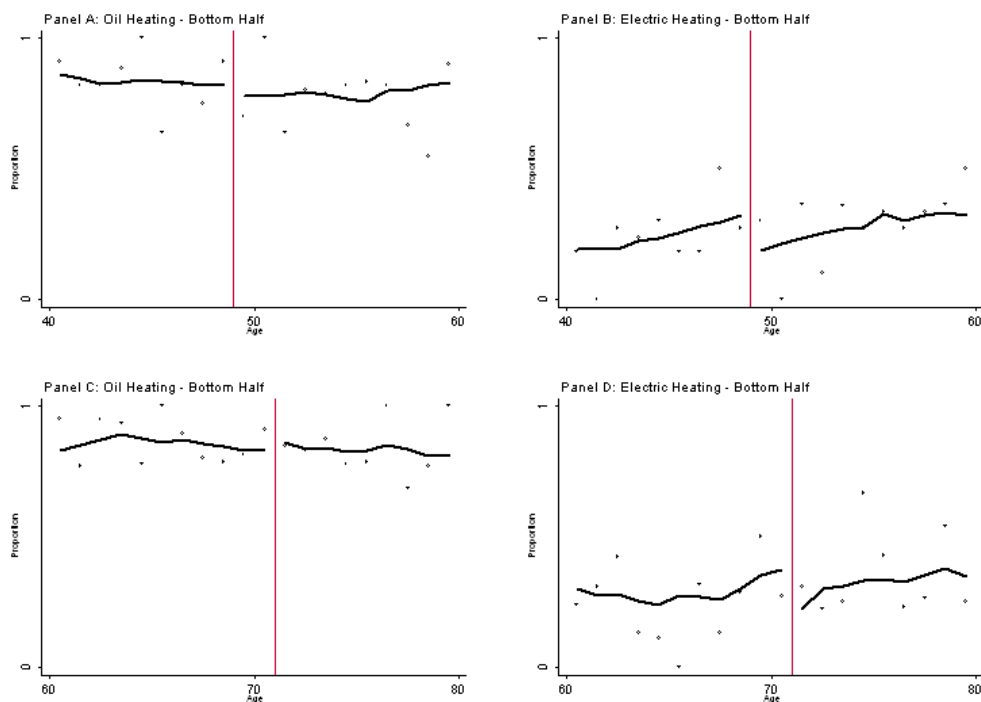 Panel A: Oil Heating - Bottom Half
1
Proportion
0
40
50
60
Age
Panel B: Electric Heating - Bottom Half
1
Proportion
0
40
50
60
Age
Panel C: Oil Heating - Bottom Half
1
Proportion
0
60
70
80
Age
Panel D: Electric Heating - Bottom Half
1
Proportion
0
60
70
80
Age